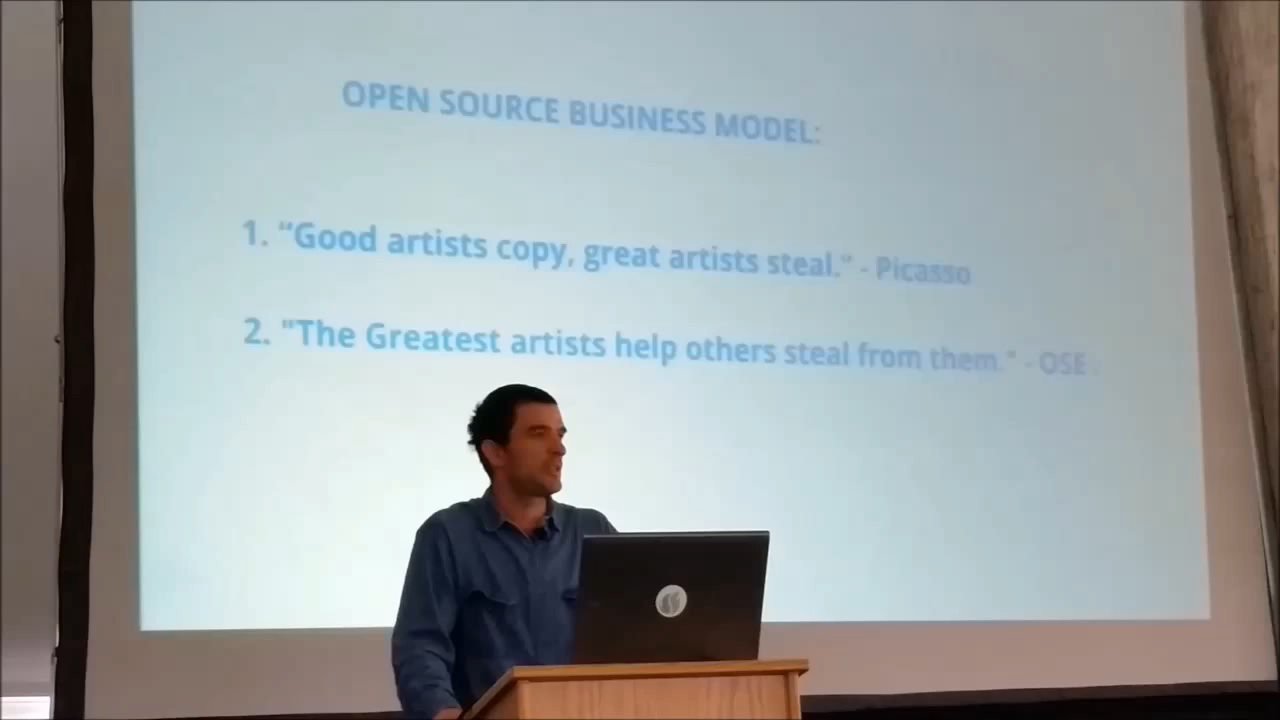 OPEN SOURCE BUSINESS MODEL:
1. “Good artists copy, great artists steal." - Picasso
2. "The Greatest artists help others steal from them." - OSE